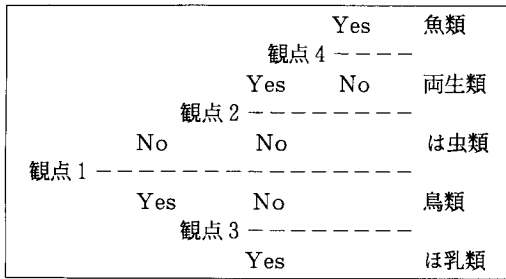 Yes 魚類
観点4
Yes No 両生類
観点2
No No は虫類
観点1
Yes No 鳥類
観点3
Yes ほ乳類